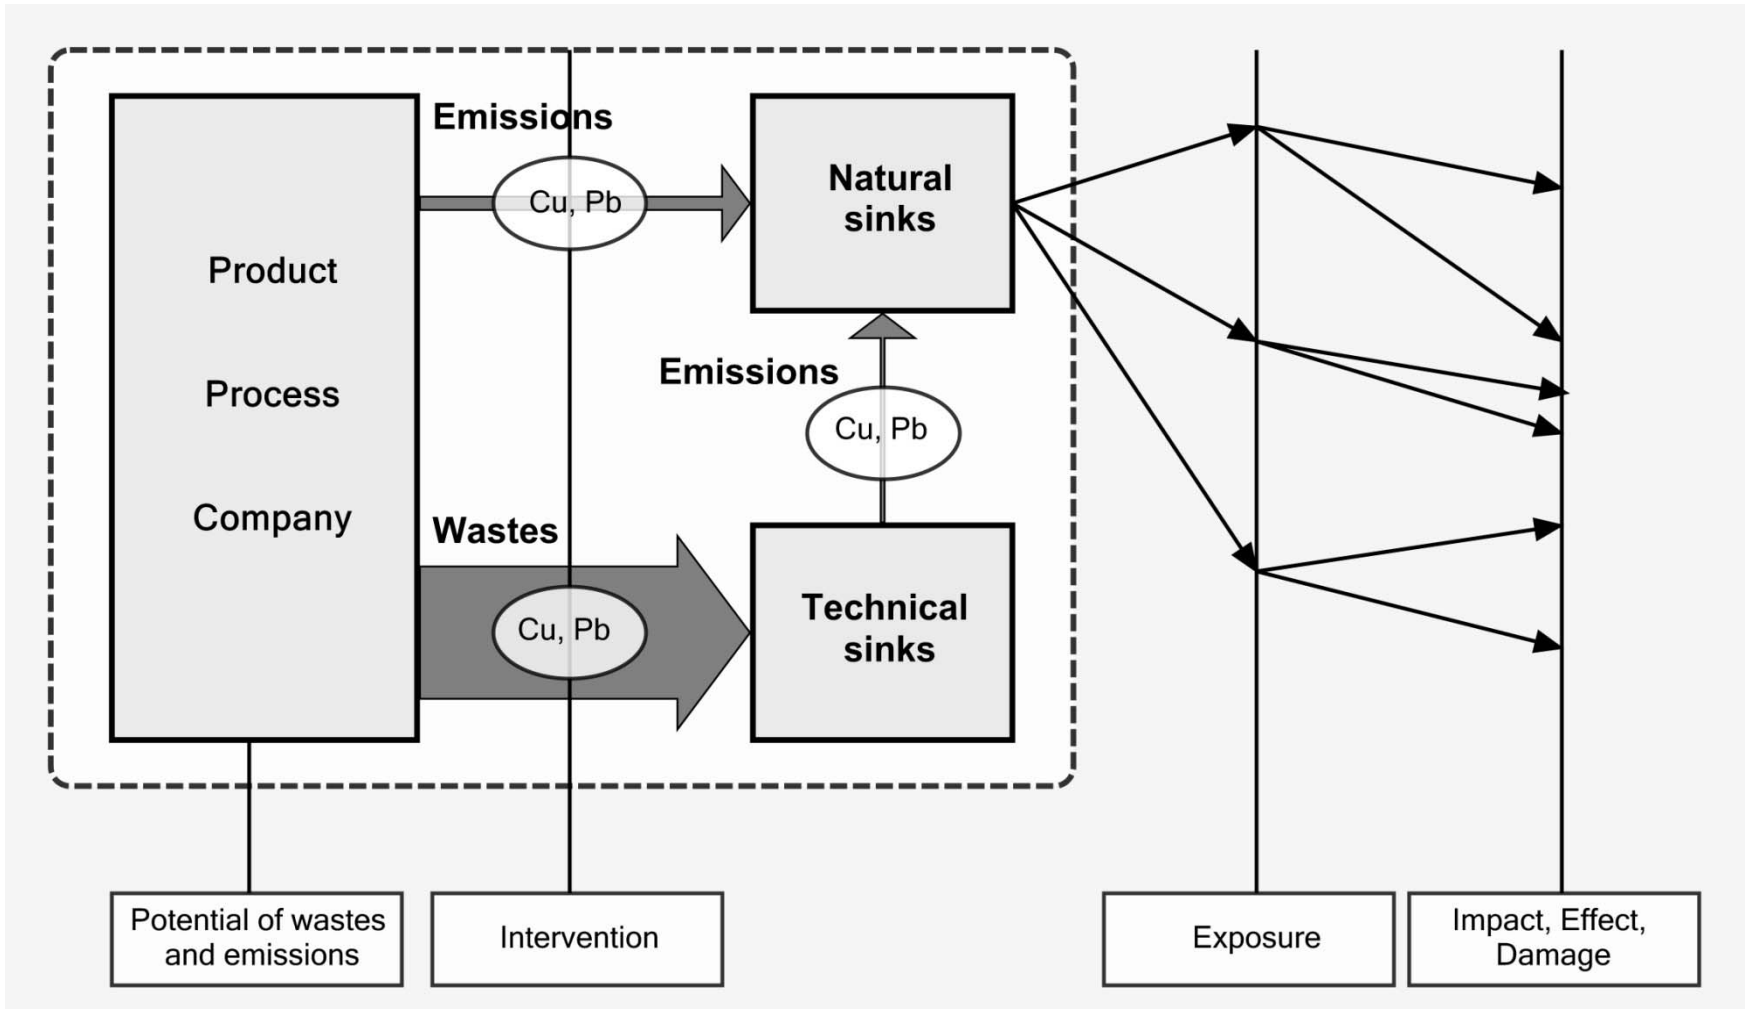 Emissions
Cu, Pb
Natural
sinks
Product
Process
Company
Emissions
Cu, Pb
Wastes
Cu, Pb
Technical
sinks
Potential of wastes
and emissions
Intervention
Exposure
Impact, Effect,
Damage